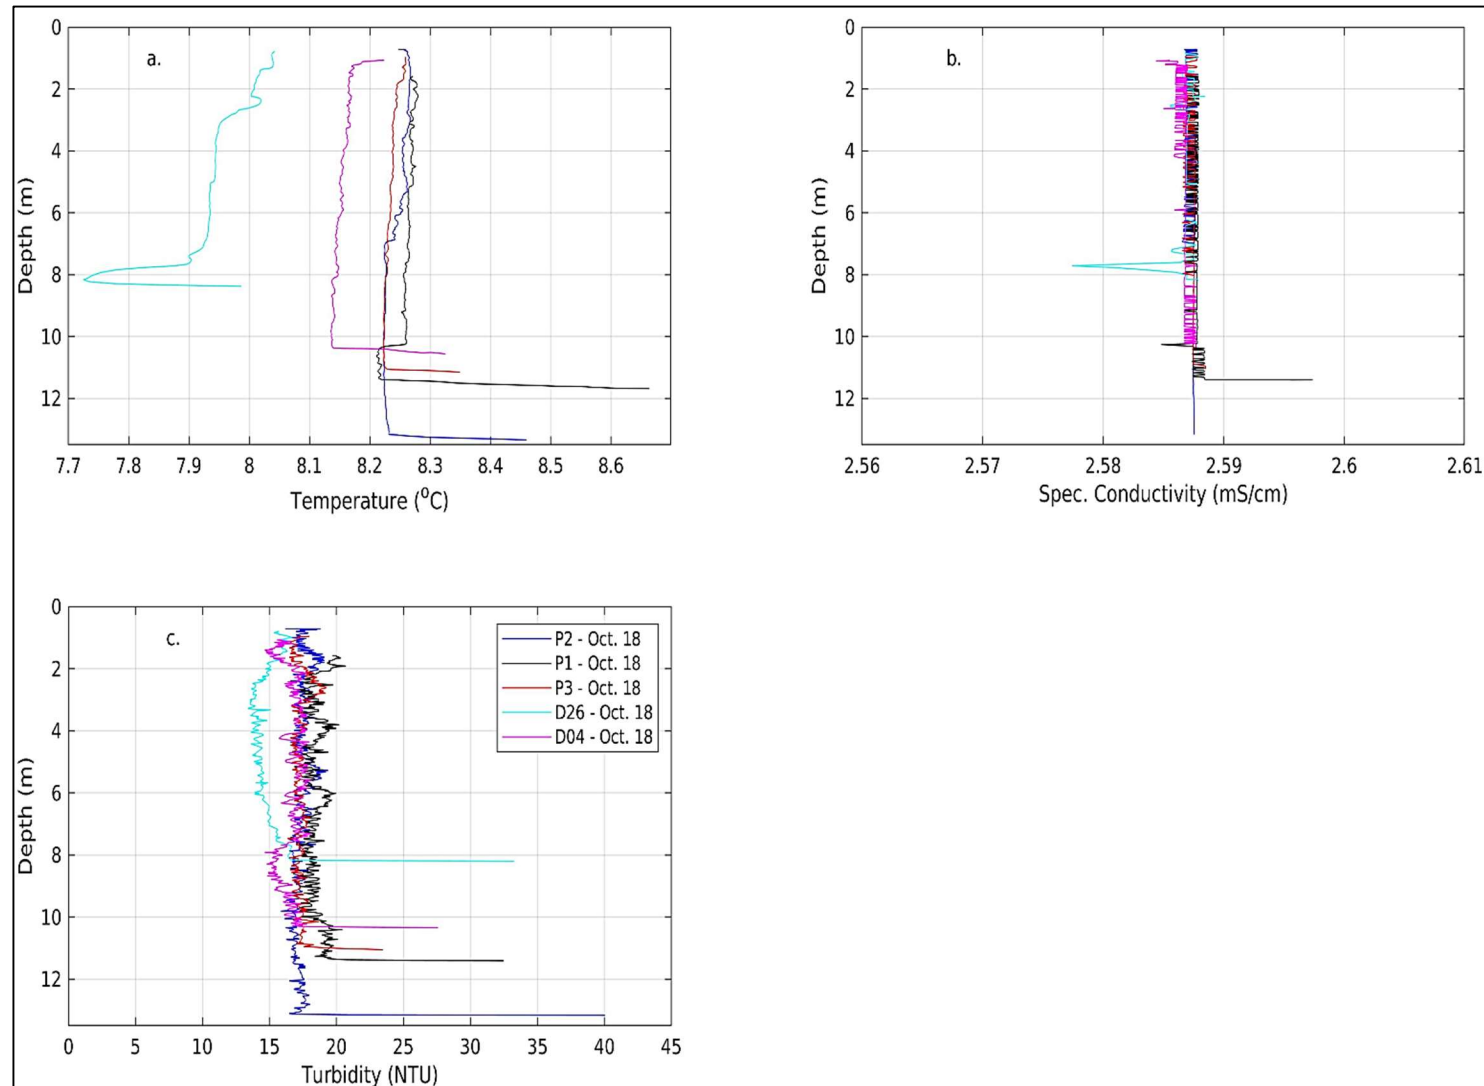 a.
0
2
4
6
8
10
12
Depth (m)
7.7 7.8 7.9 8 8.1 8.2 8.3 8.4 8.5 8.6
Temperature (⁰C)
b.
0
2
4
6
8
10
12
Depth (m)
2.56 2.57 2.58 2.59 2.6 2.61
Spec. Conductivity (mS/cm)
c.
0
2
4
6
8
10
12
Depth (m)
P2 - Oct. 18
P1 - Oct. 18
P3 - Oct. 18
D26 - Oct. 18
D04 - Oct. 18
0 5 10 15 20 25 30 35 40 45
Turbidity (NTU)